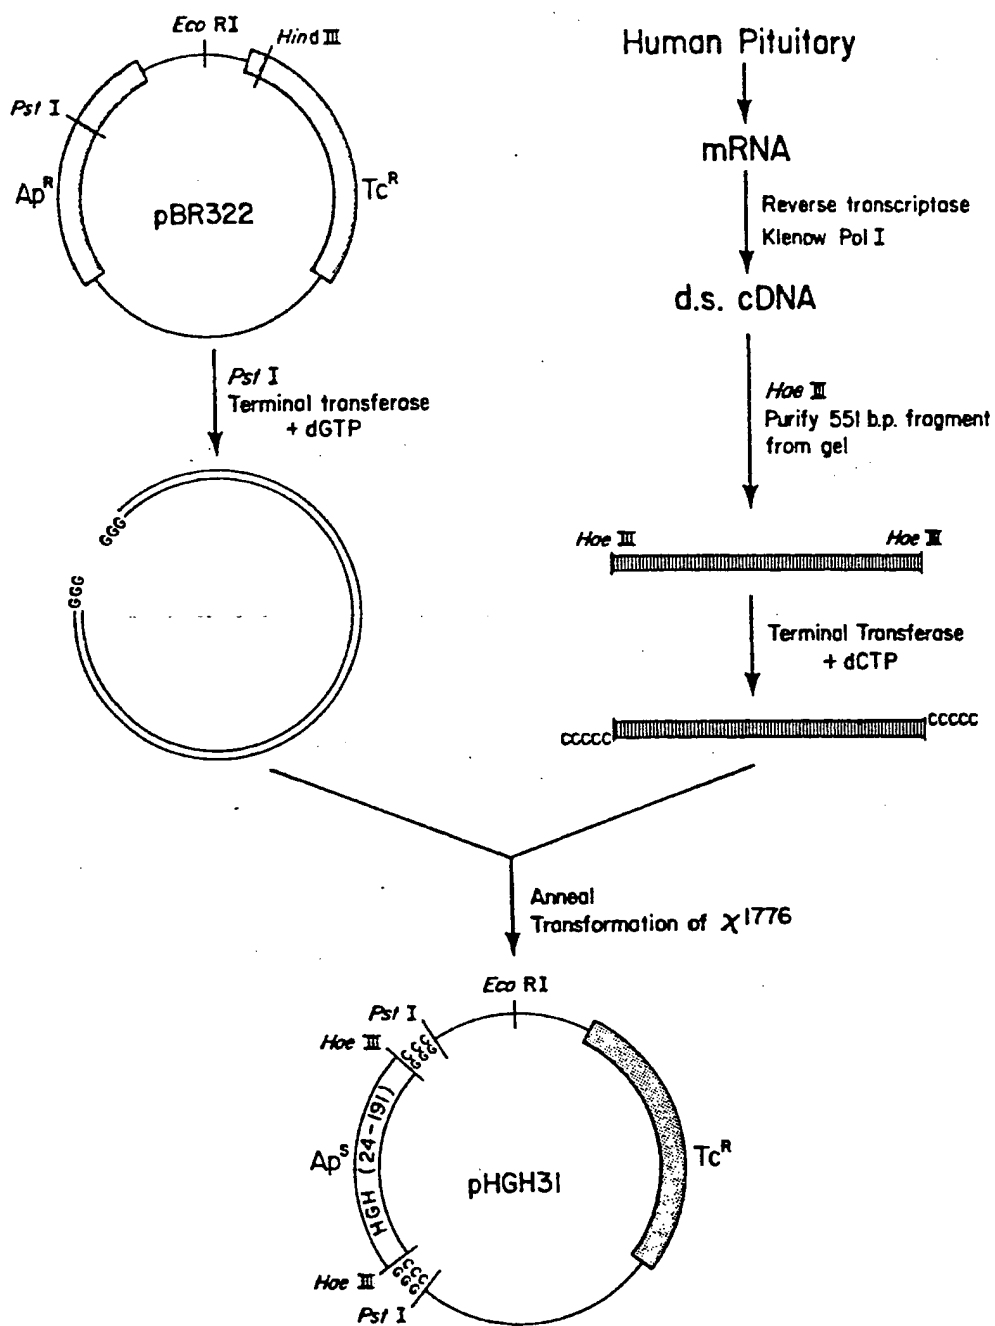 Eco RI
Hind III
Pst I
Ap^R
Tc^R
pBR322
Pst I
Terminal transferase
+ dGTP
GGG
GGG
Human Pituitary
mRNA
Reverse transcriptase
Klenow Pol I
d.s. cDNA
Hae III
Purify 551 b.p. fragment
from gel
Hae III
Hae III
Terminal Transferase
+ dCTP
CCCCC
CCCCC
Anneal
Transformation of χ1776
Eco RI
Pst I
Hae III
CCC
GGG
HGH (24-191)
Ap^S
Tc^R
pHGH31
CCC
GGG
Hae III
Pst I